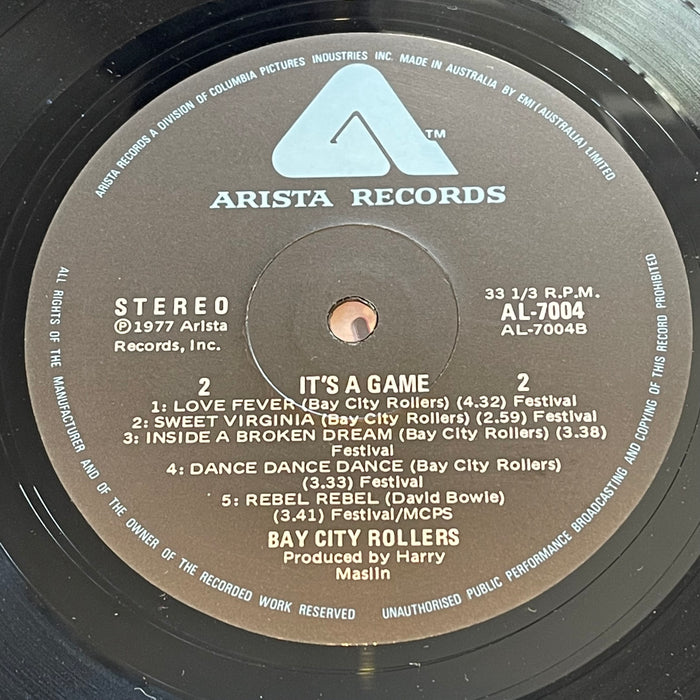 ARISTA RECORDS A DIVISION OF COLUMBIA PICTURES INDUSTRIES INC. MADE IN AUSTRALIA BY EMI (AUSTRALIA) LIMITED
TM
ARISTA RECORDS
STEREO
℗1977 Arista
Records, Inc.
33 1/3 R.P.M.
AL-7004
AL-7004B
2 IT'S A GAME 2
1: LOVE FEVER (Bay City Rollers) (4.32) Festival
2: SWEET VIRGINIA (Bay City Rollers) (2.59) Festival
3: INSIDE A BROKEN DREAM (Bay City Rollers) (3.38)
Festival
4: DANCE DANCE DANCE (Bay City Rollers)
(3.33) Festival
5: REBEL REBEL (David Bowie)
(3.41) Festival/MCPS
BAY CITY ROLLERS
Produced by Harry
Maslin
ALL RIGHTS OF THE MANUFACTURER AND OF THE OWNER OF THE RECORDED WORK RESERVED
UNAUTHORISED PUBLIC PERFORMANCE BROADCASTING AND COPYING OF THIS RECORD PROHIBITED